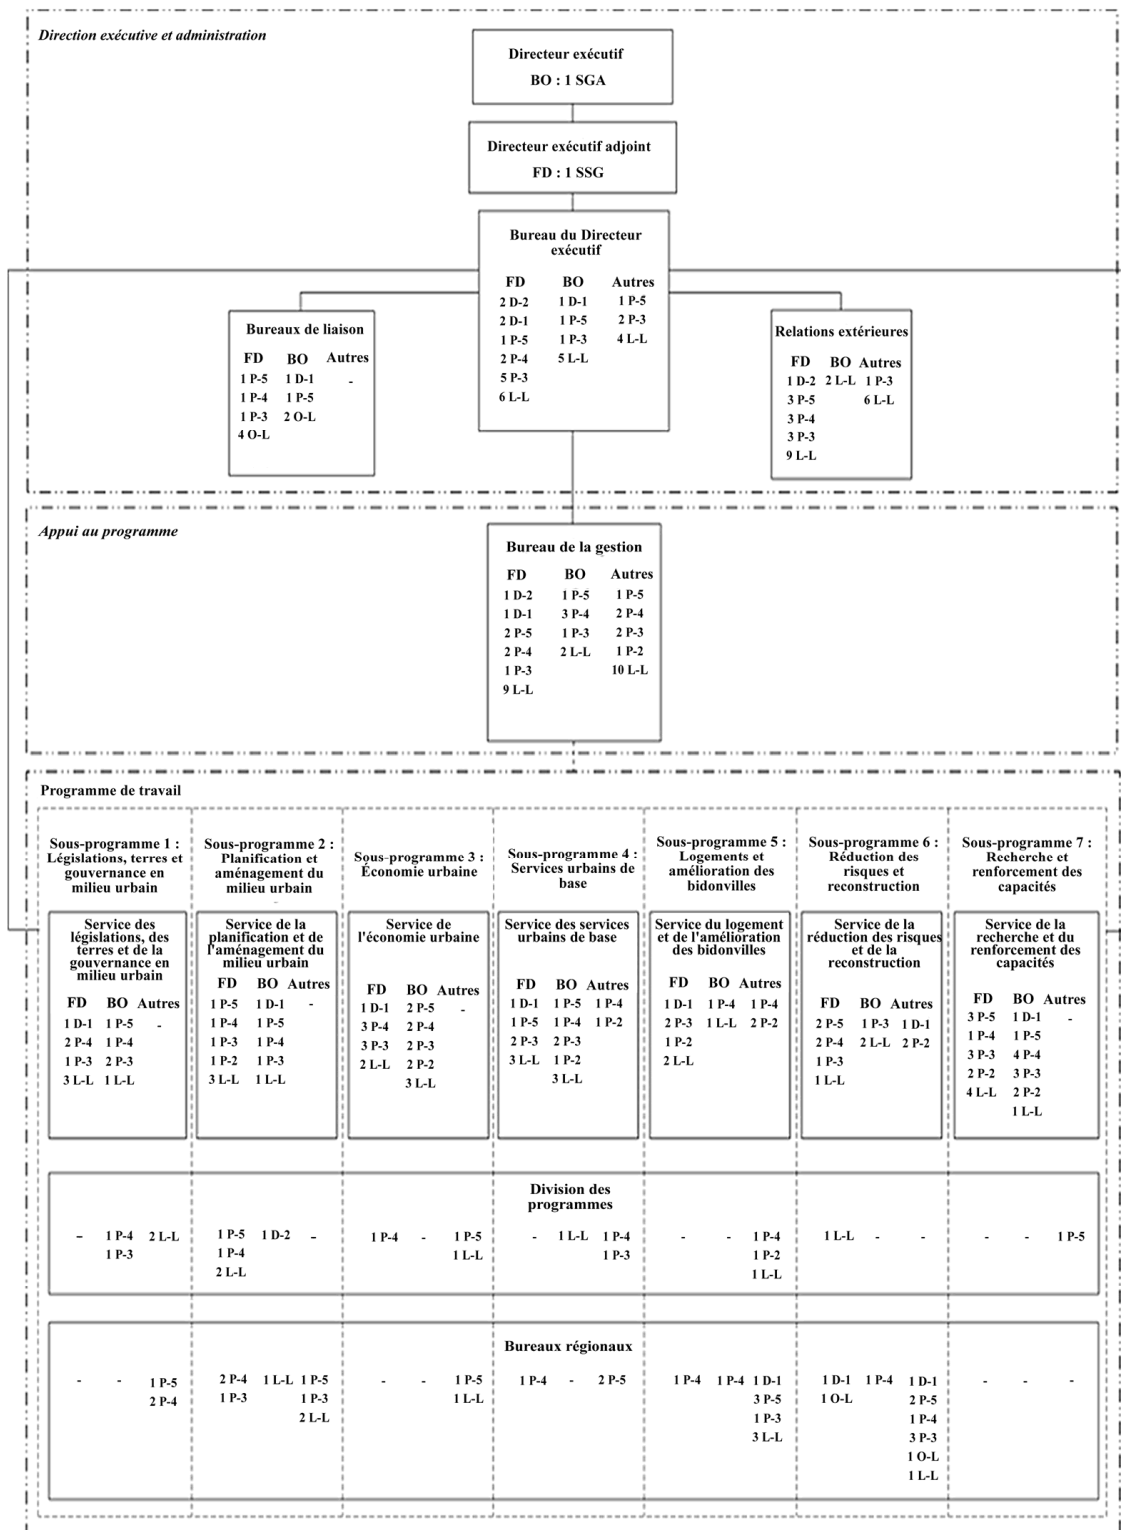 Direction exécutive et administration
Directeur exécutif
BO : 1 SGA
Directeur exécutif adjoint
FD : 1 SSG
Bureau du Directeur
exécutif
FD BO Autres
2 D-2 1 D-1 1 P-5
2 D-1 1 P-5 2 P-3
1 P-5 1 P-3 4 L-L
2 P-4 5 L-L
5 P-3
6 L-L
Bureaux de liaison
FD BO Autres
1 P-5 1 D-1 -
1 P-4 1 P-5
1 P-3 2 O-L
4 O-L
Relations extérieures
FD BO Autres
1 D-2 2 L-L 1 P-3
3 P-5 6 L-L
3 P-4
3 P-3
9 L-L
Appui au programme
Bureau de la gestion
FD BO Autres
1 D-2 1 P-5 1 P-5
1 D-1 3 P-4 2 P-4
2 P-5 1 P-3 2 P-3
2 P-4 2 L-L 1 P-2
1 P-3 10 L-L
9 L-L
Programme de travail
Sous-programme 1 :
Législations, terres et
gouvernance en
milieu urbain
Sous-programme 2 :
Planification et
aménagement du
milieu urbain
Sous-programme 3 :
Économie urbaine
Sous-programme 4 :
Services urbains de
base
Sous-programme 5 :
Logements et
amélioration des
bidonvilles
Sous-programme 6 :
Réduction des
risques et
reconstruction
Sous-programme 7 :
Recherche et
renforcement des
capacités
Service des
législations, des
terres et de la
gouvernance en
milieu urbain
FD BO Autres
1 D-1 1 P-5 -
2 P-4 1 P-4
1 P-3 2 P-3
3 L-L 1 L-L
Service de la
planification et de
l'aménagement du
milieu urbain
FD BO Autres
1 P-5 1 D-1 -
1 P-4 1 P-5
1 P-3 1 P-4
1 P-2 1 P-3
3 L-L 1 L-L
Service de
l'économie urbaine
FD BO Autres
1 D-1 2 P-5 -
3 P-4 2 P-4
3 P-3 2 P-3
2 L-L 2 P-2
3 L-L
Service des services
urbains de base
FD BO Autres
1 D-1 1 P-5 1 P-4
1 P-5 1 P-4 1 P-2
2 P-3 2 P-3
3 L-L 1 P-2
3 L-L
Service du logement
et de l'amélioration
des bidonvilles
FD BO Autres
1 D-1 1 P-4 1 P-4
2 P-3 1 L-L 2 P-2
1 P-2
2 L-L
Service de la
réduction des risques
et de la
reconstruction
FD BO Autres
2 P-5 1 P-3 1 D-1
2 P-4 2 L-L 2 P-2
1 P-3
1 L-L
Service de la
recherche et du
renforcement des
capacités
FD BO Autres
3 P-5 1 D-1 -
1 P-4 1 P-5
3 P-3 4 P-4
2 P-2 3 P-3
4 L-L 2 P-2
1 L-L
Division des
programmes
- 1 P-4 2 L-L
1 P-3
1 P-5 1 D-2 -
1 P-4
2 L-L
1 P-4 - 1 P-5
1 L-L
- 1 L-L 1 P-4
1 P-3
- - 1 P-4
1 P-2
1 L-L
1 L-L - -
- - 1 P-5
Bureaux régionaux
- - 1 P-5
2 P-4
2 P-4 1 L-L 1 P-5
1 P-3 1 P-3
2 L-L
- - 1 P-5
1 L-L
1 P-4 - 2 P-5
1 P-4 1 P-4 1 D-1
3 P-5
1 P-3
3 L-L
1 D-1 1 P-4 1 D-1
1 O-L 2 P-5
1 P-4
3 P-3
1 O-L
1 L-L
- - -